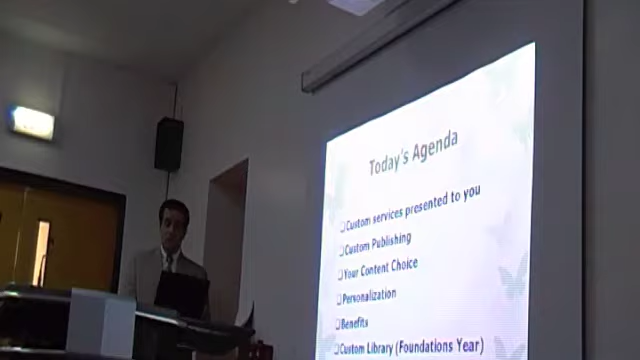 Today's Agenda
Custom services presented to you
Custom Publishing
Your Content Choice
Personalization
Benefits
Custom Library (Foundations Year)